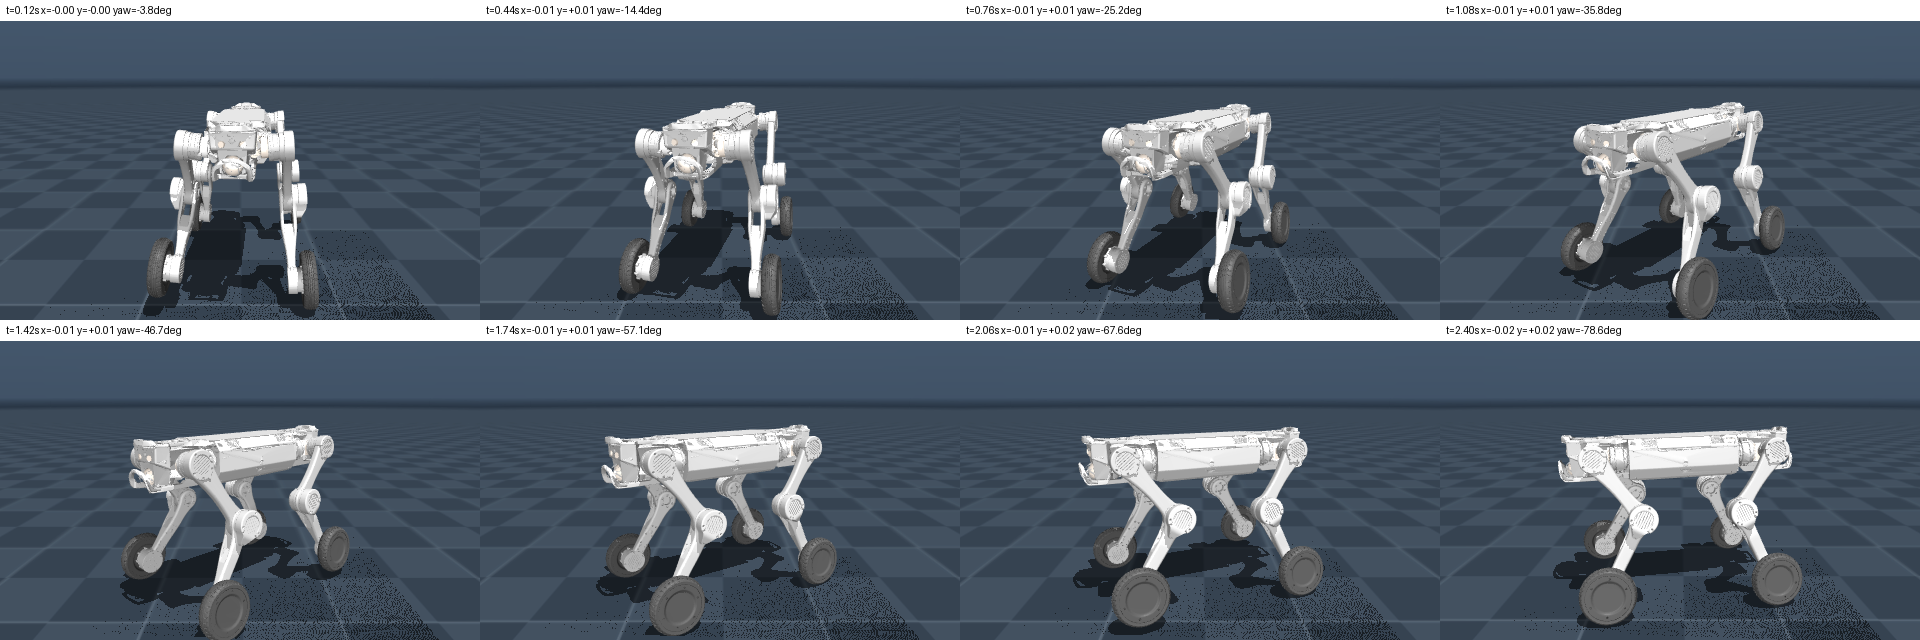 t=0.12s x=-0.00 y=-0.00 yaw=-3.8deg
t=0.44s x=-0.01 y=+0.01 yaw=-14.4deg
t=0.76s x=-0.01 y=+0.01 yaw=-25.2deg
t=1.08s x=-0.01 y=+0.01 yaw=-35.8deg
t=1.42s x=-0.01 y=+0.01 yaw=-46.7deg
t=1.74s x=-0.01 y=+0.01 yaw=-57.1deg
t=2.06s x=-0.01 y=+0.02 yaw=-67.6deg
t=2.40s x=-0.02 y=+0.02 yaw=-78.6deg